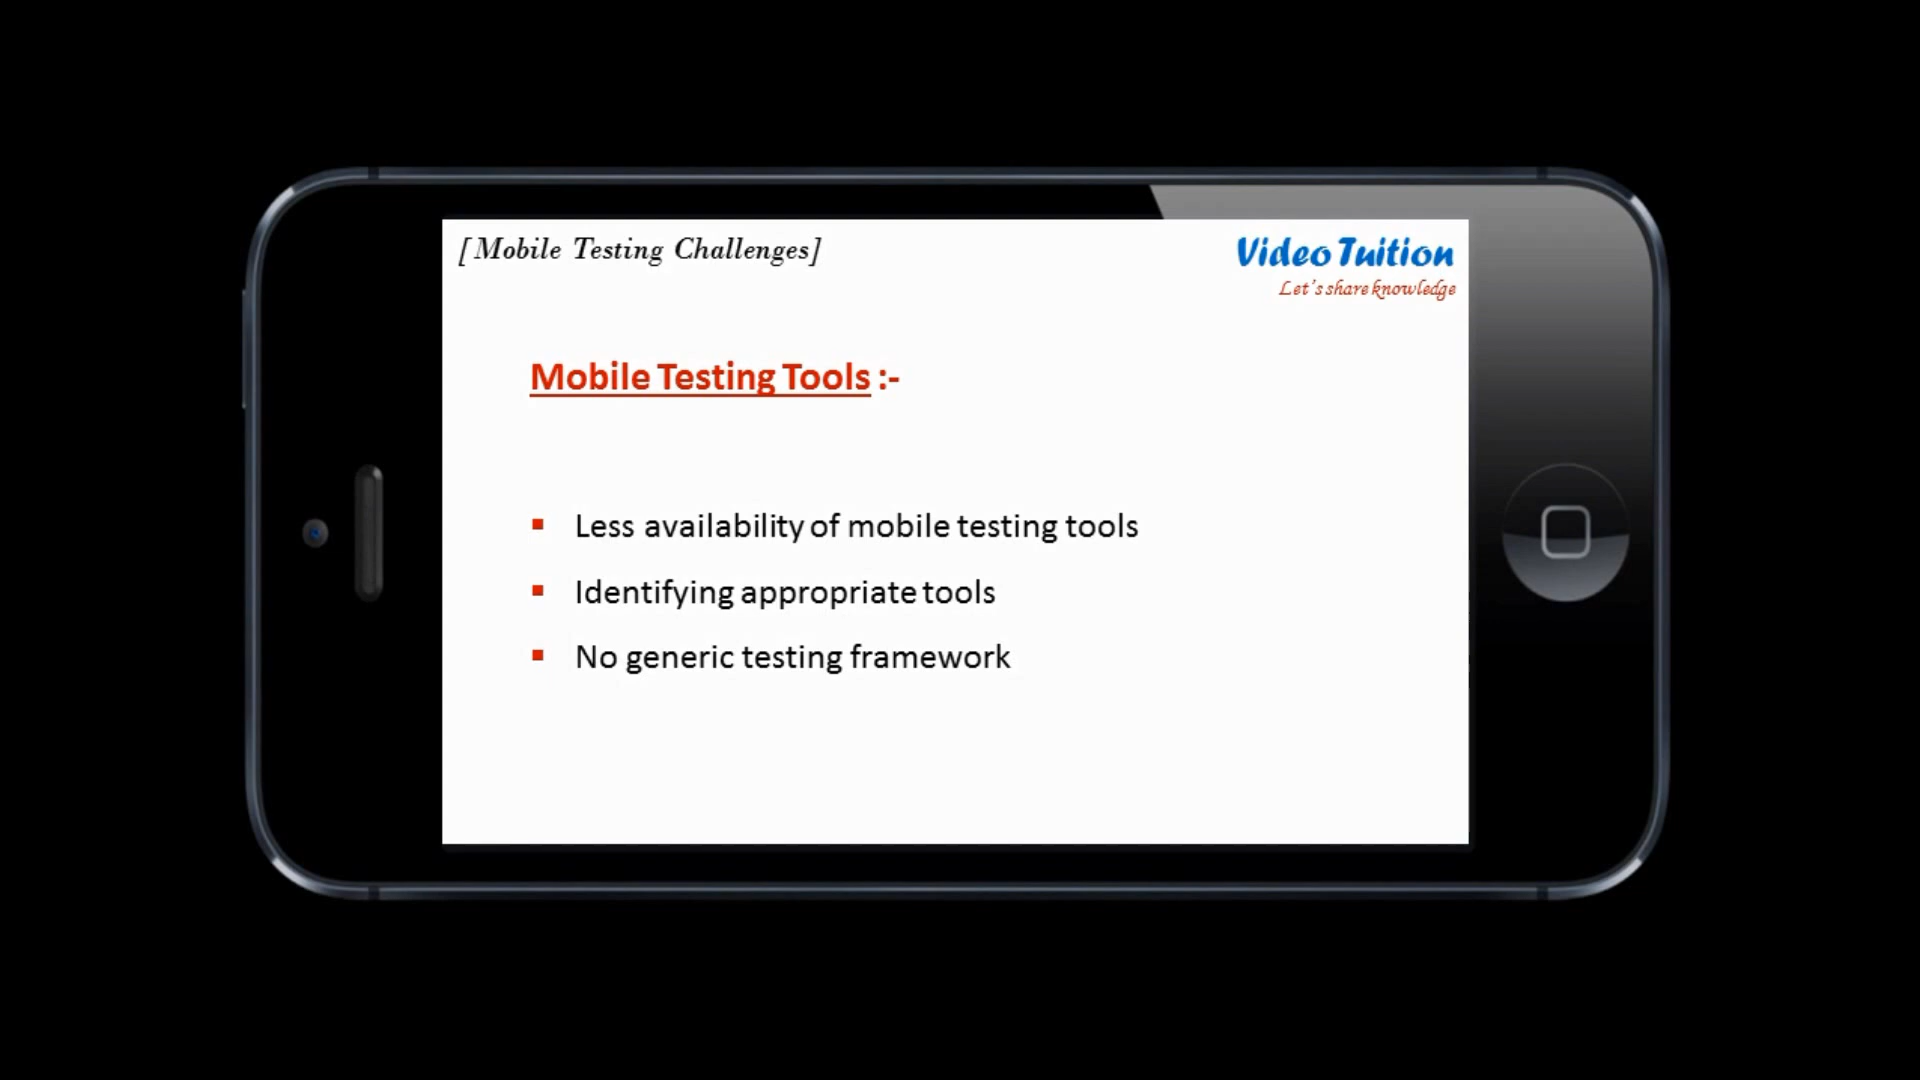 [Mobile Testing Challenges]
Video Tuition
Let's share knowledge
Mobile Testing Tools :-
Less availability of mobile testing tools
Identifying appropriate tools
No generic testing framework